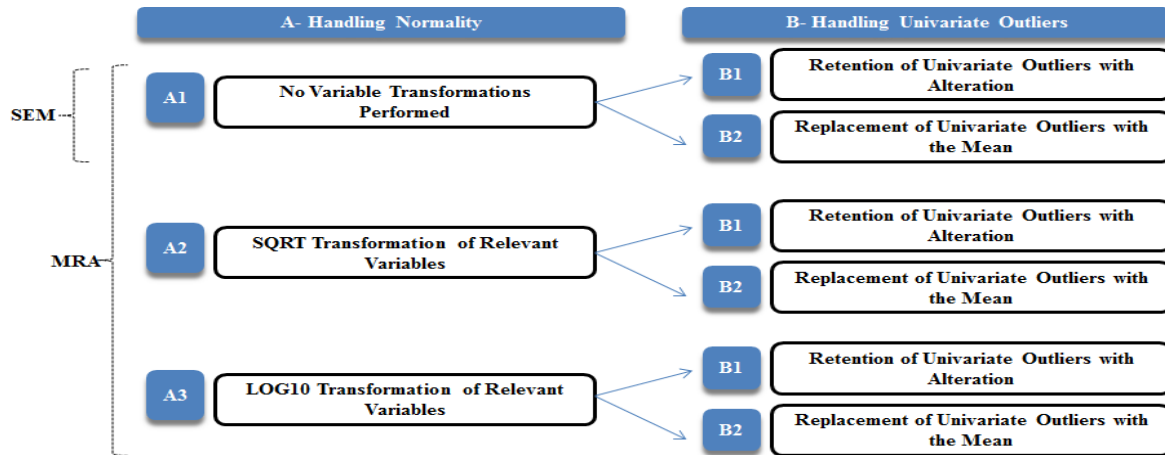 A- Handling Normality
B- Handling Univariate Outliers
SEM
MRA
A1
No Variable Transformations
Performed
B1
Retention of Univariate Outliers with
Alteration
B2
Replacement of Univariate Outliers with
the Mean
A2
SQRT Transformation of Relevant
Variables
B1
Retention of Univariate Outliers with
Alteration
B2
Replacement of Univariate Outliers with
the Mean
A3
LOG10 Transformation of Relevant
Variables
B1
Retention of Univariate Outliers with
Alteration
B2
Replacement of Univariate Outliers with
the Mean